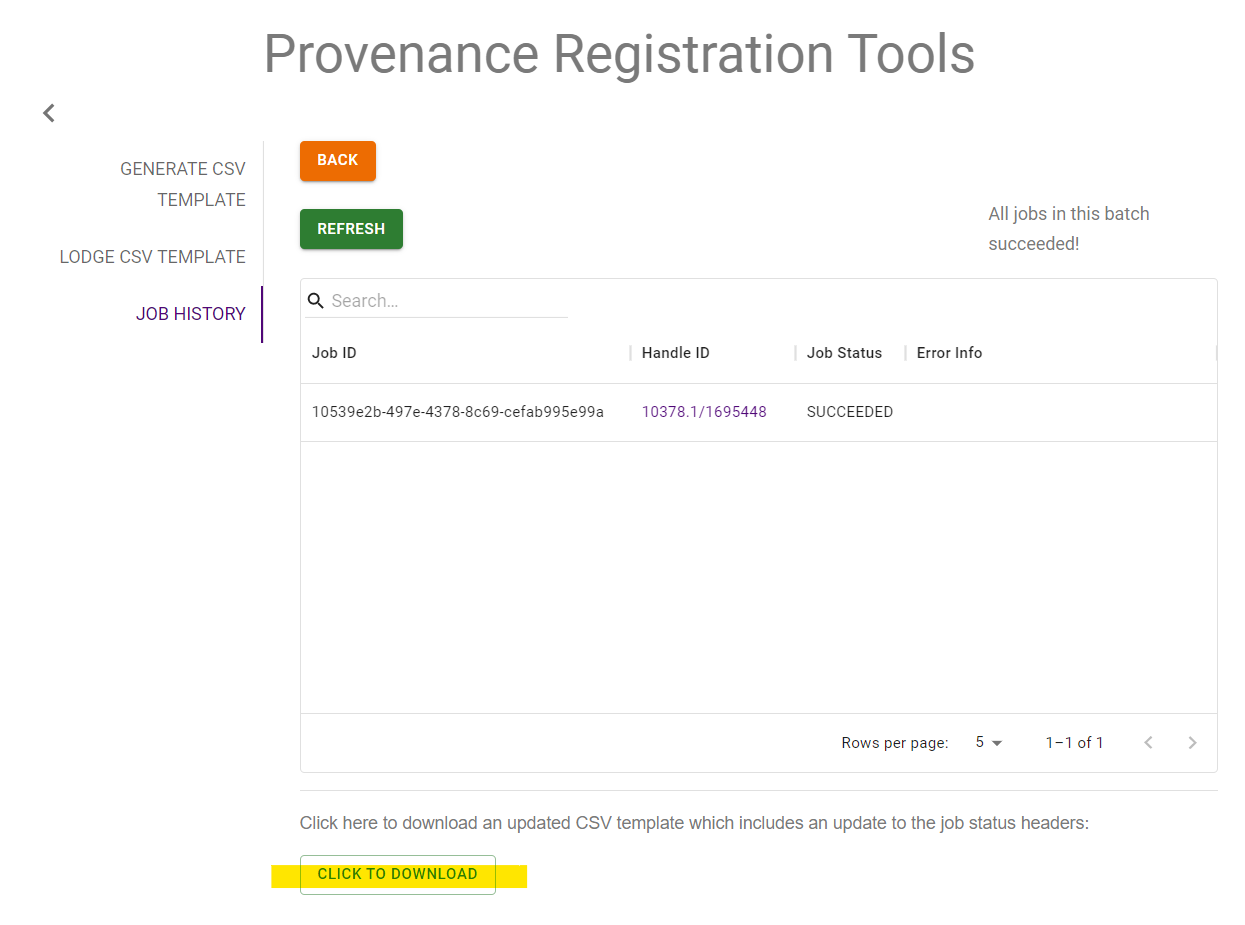 Provenance Registration Tools
GENERATE CSV
TEMPLATE
LODGE CSV TEMPLATE
JOB HISTORY
BACK
REFRESH
All jobs in this batch
succeeded!
Search...
Job ID Handle ID Job Status Error Info
10539e2b-497e-4378-8c69-cefab995e99a 10378.1/1695448 SUCCEEDED
Rows per page: 5 1–1 of 1
Click here to download an updated CSV template which includes an update to the job status headers:
CLICK TO DOWNLOAD